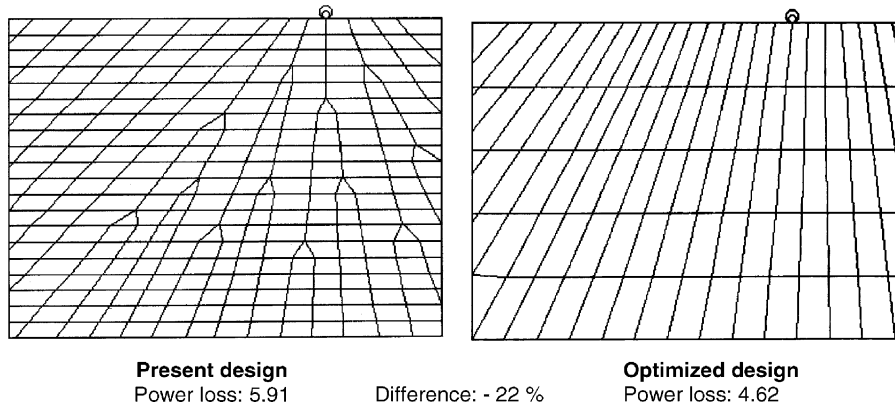 Present design
Power loss: 5.91
Difference: - 22 %
Optimized design
Power loss: 4.62